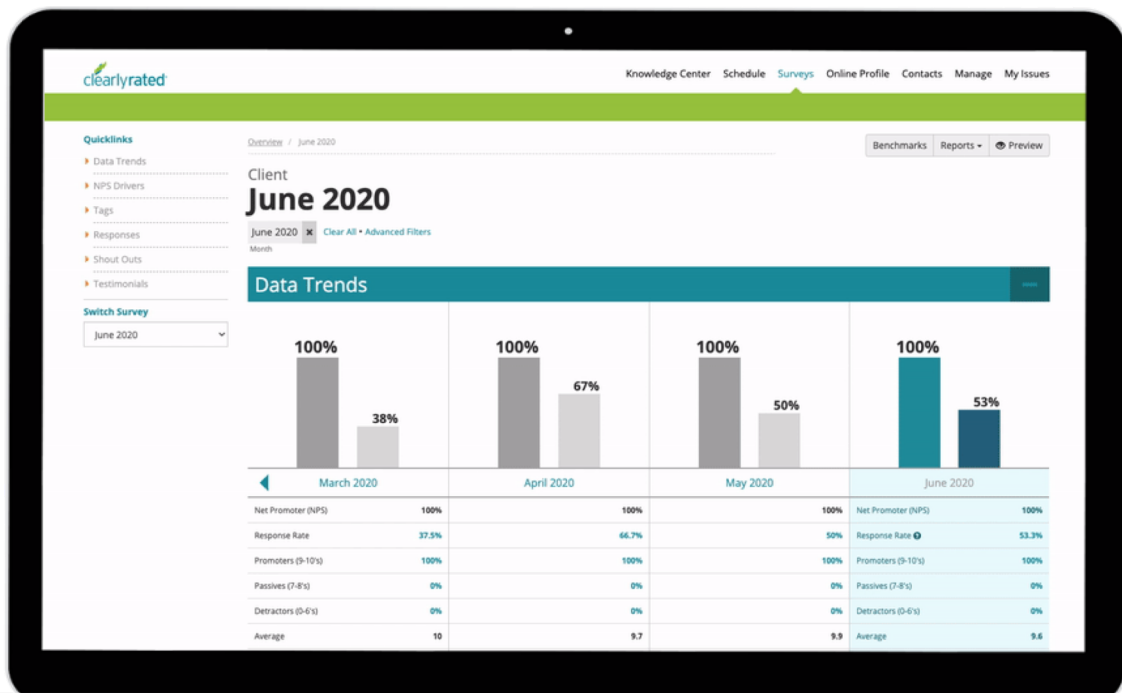 clearlyrated
Knowledge Center Schedule Surveys Online Profile Contacts Manage My Issues
Quicklinks
Data Trends
NPS Drivers
Tags
Responses
Shout Outs
Testimonials
Switch Survey
June 2020
Overview / June 2020
Benchmarks Reports Preview
Client
June 2020
June 2020 ✖ Clear All • Advanced Filters
Month
Data Trends
100% 38% 100% 67% 100% 50% 100% 53%
March 2020 April 2020 May 2020 June 2020
Net Promoter (NPS) 100% 100% 100% Net Promoter (NPS) 100%
Response Rate 37.5% 66.7% 50% Response Rate 53.3%
Promoters (9-10's) 100% 100% 100% Promoters (9-10's) 100%
Passives (7-8's) 0% 0% 0% Passives (7-8's) 0%
Detractors (0-6's) 0% 0% 0% Detractors (0-6's) 0%
Average 10 9.7 9.9 Average 9.6